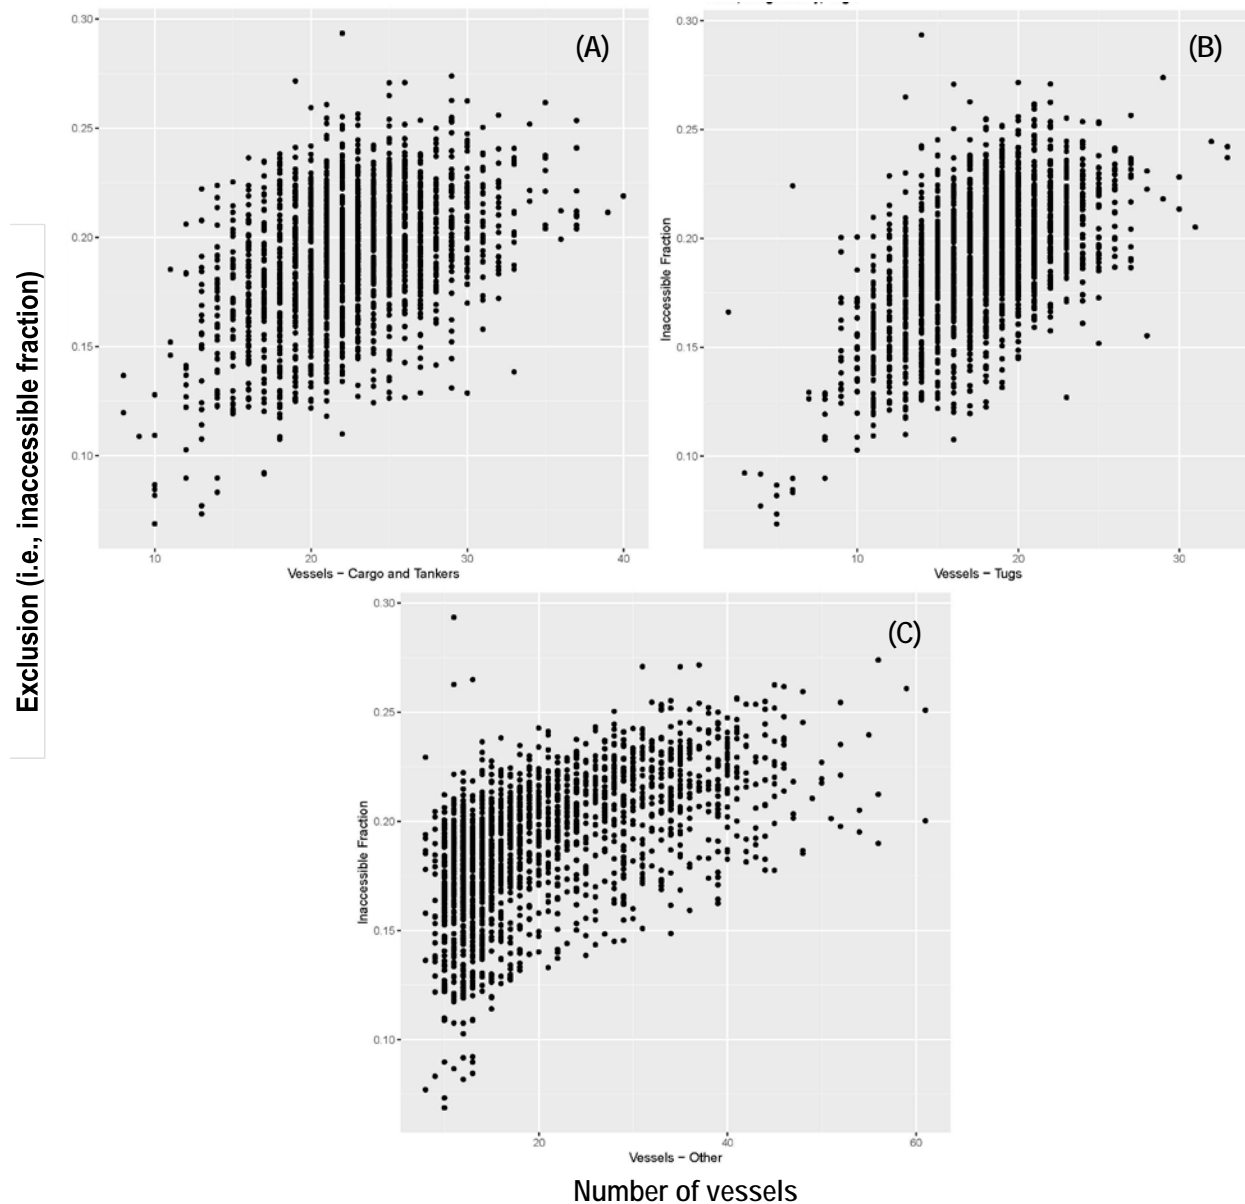 Exclusion (i.e., inaccessible fraction)
(A)
0.30
0.25
0.20
0.15
0.10
10
20
30
40
Vessels − Cargo and Tankers
(B)
Inaccessible Fraction
0.30
0.25
0.20
0.15
0.10
10
20
30
Vessels − Tugs
(C)
Inaccessible Fraction
0.30
0.25
0.20
0.15
0.10
20
40
60
Vessels − Other
Number of vessels